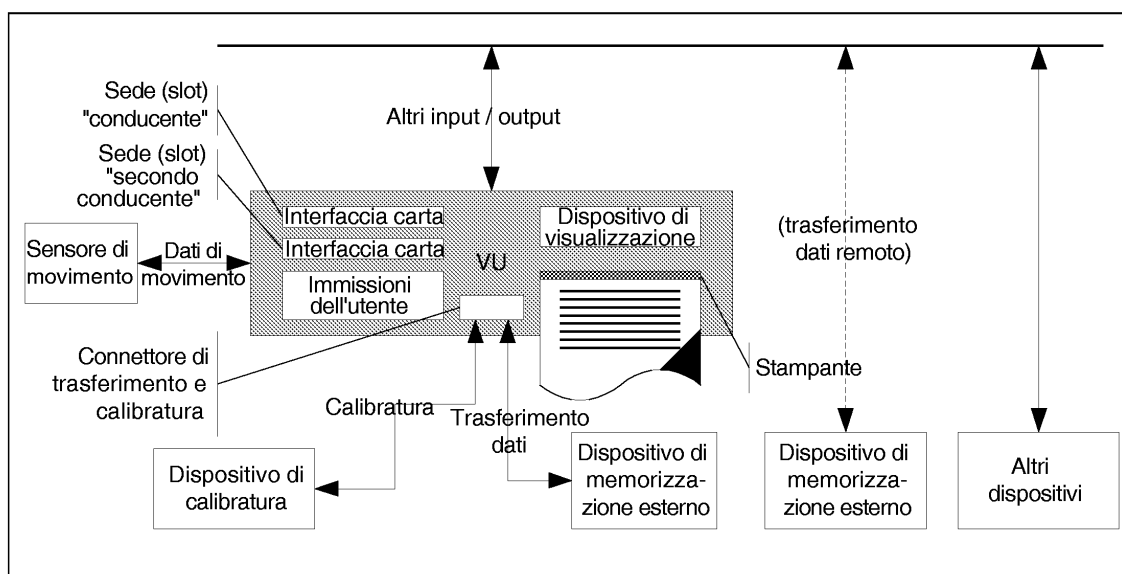 Sede (slot)
"conducente"
Sede (slot)
"secondo
conducente"
Altri input / output
Interfaccia carta
Interfaccia carta
Dispositivo di
visualizzazione
VU
Immissioni
dell'utente
Sensore di
movimento
Dati di
movimento
(trasferimento
dati remoto)
Connettore di
trasferimento e
calibratura
Stampante
Calibratura
Trasferimento
dati
Dispositivo di
calibratura
Dispositivo di
memorizza-
zione esterno
Dispositivo di
memorizza-
zione esterno
Altri
dispositivi